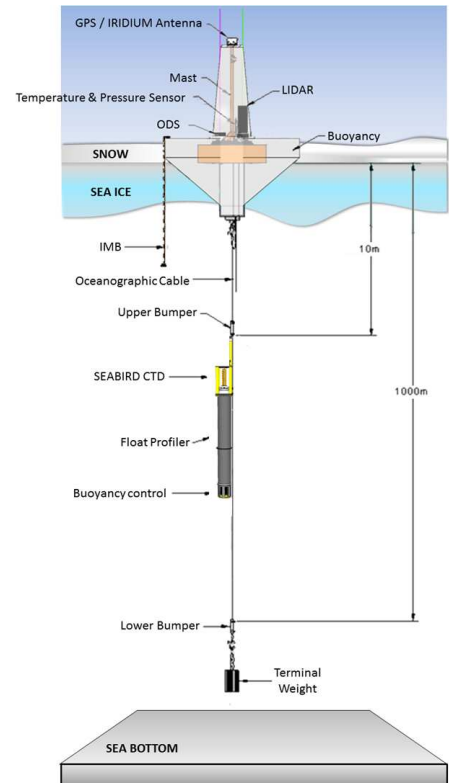 GPS / IRIDIUM Antenna
Mast
LIDAR
Temperature & Pressure Sensor
ODS
Buoyancy
SNOW
SEA ICE
IMB
10m
Oceanographic Cable
Upper Bumper
SEABIRD CTD
1000m
Float Profiler
Buoyancy control
Lower Bumper
Terminal
Weight
SEA BOTTOM